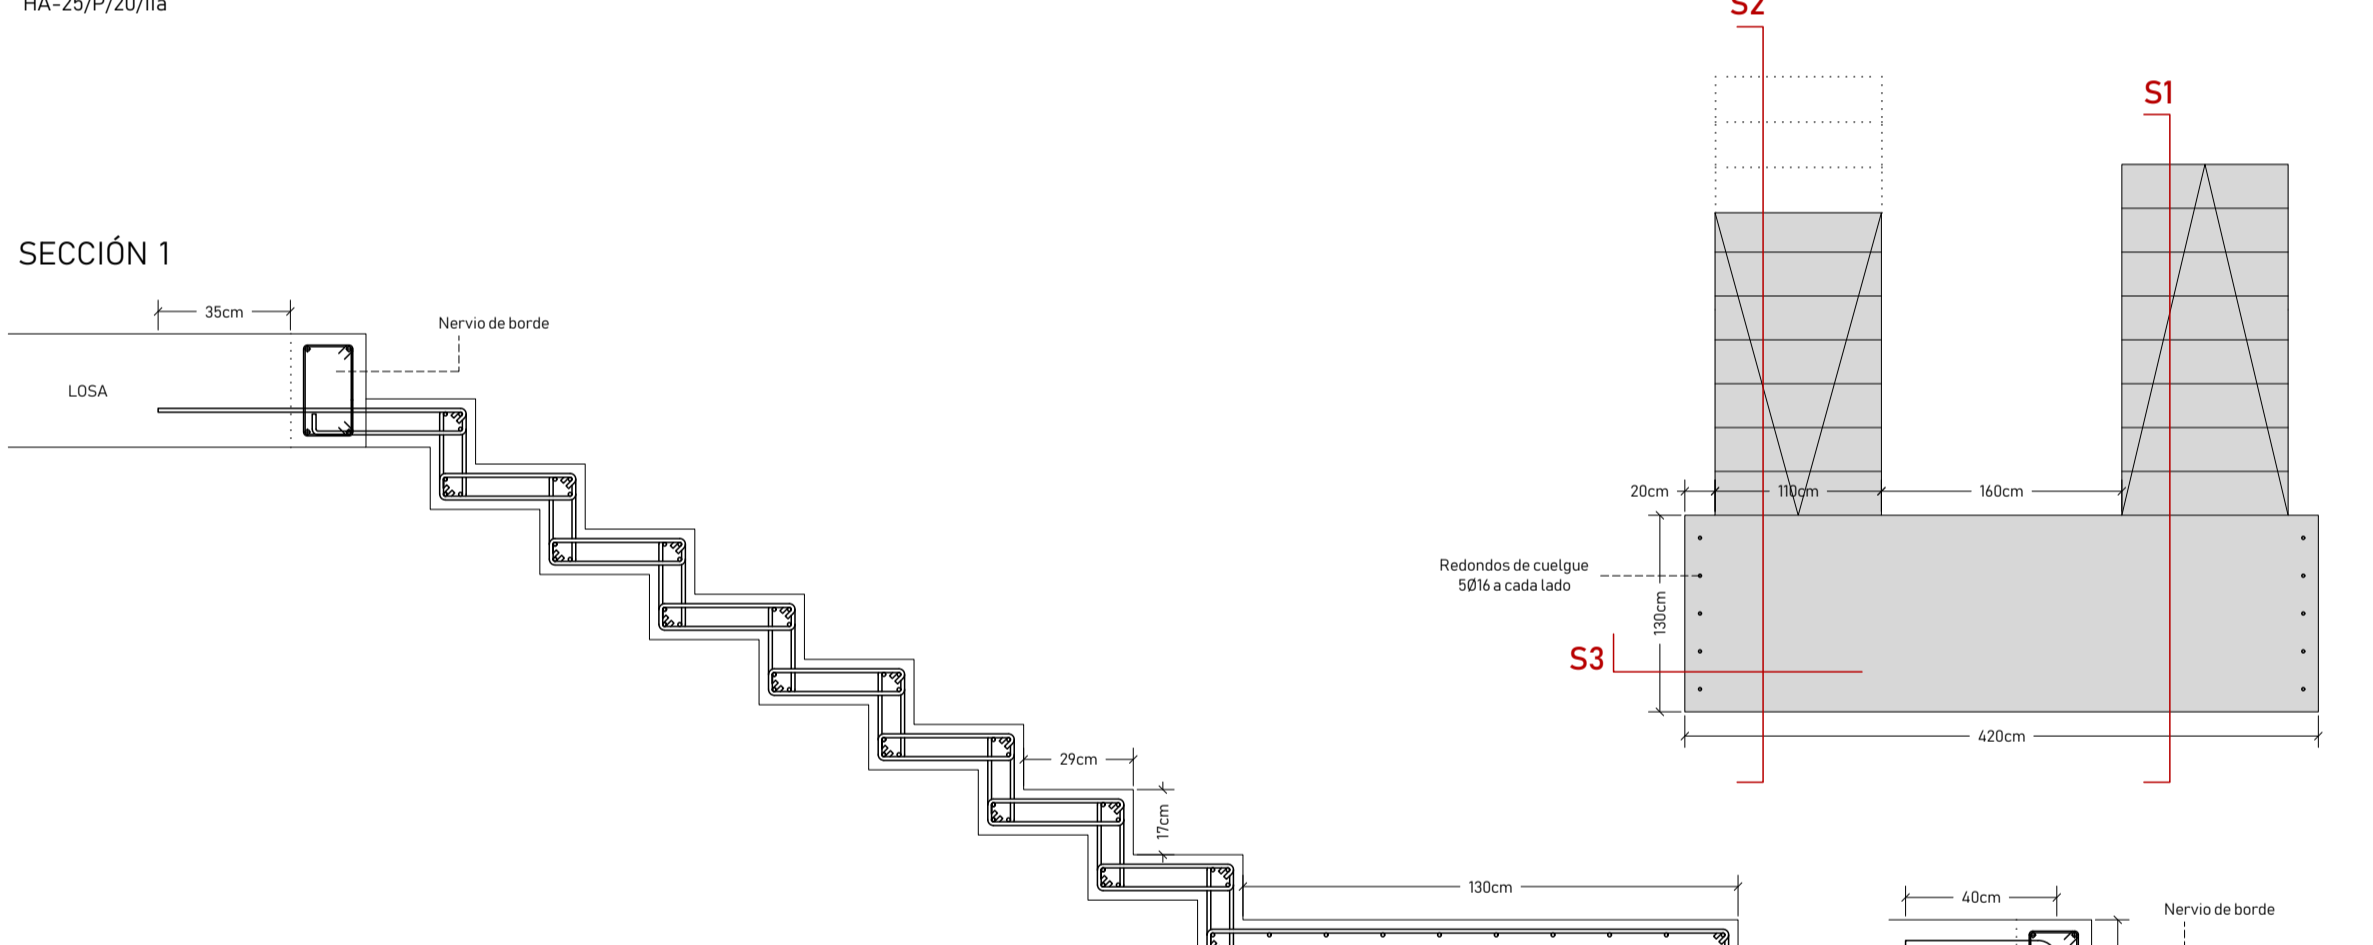 HA-25/P/20/IIa
S2
S1
SECCIÓN 1
35cm
Nervio de borde
LOSA
20cm
110cm
160cm
Redondos de cuelgue
5Ø16 a cada lado
130cm
S3
420cm
29cm
17cm
130cm
40cm
Nervio de borde